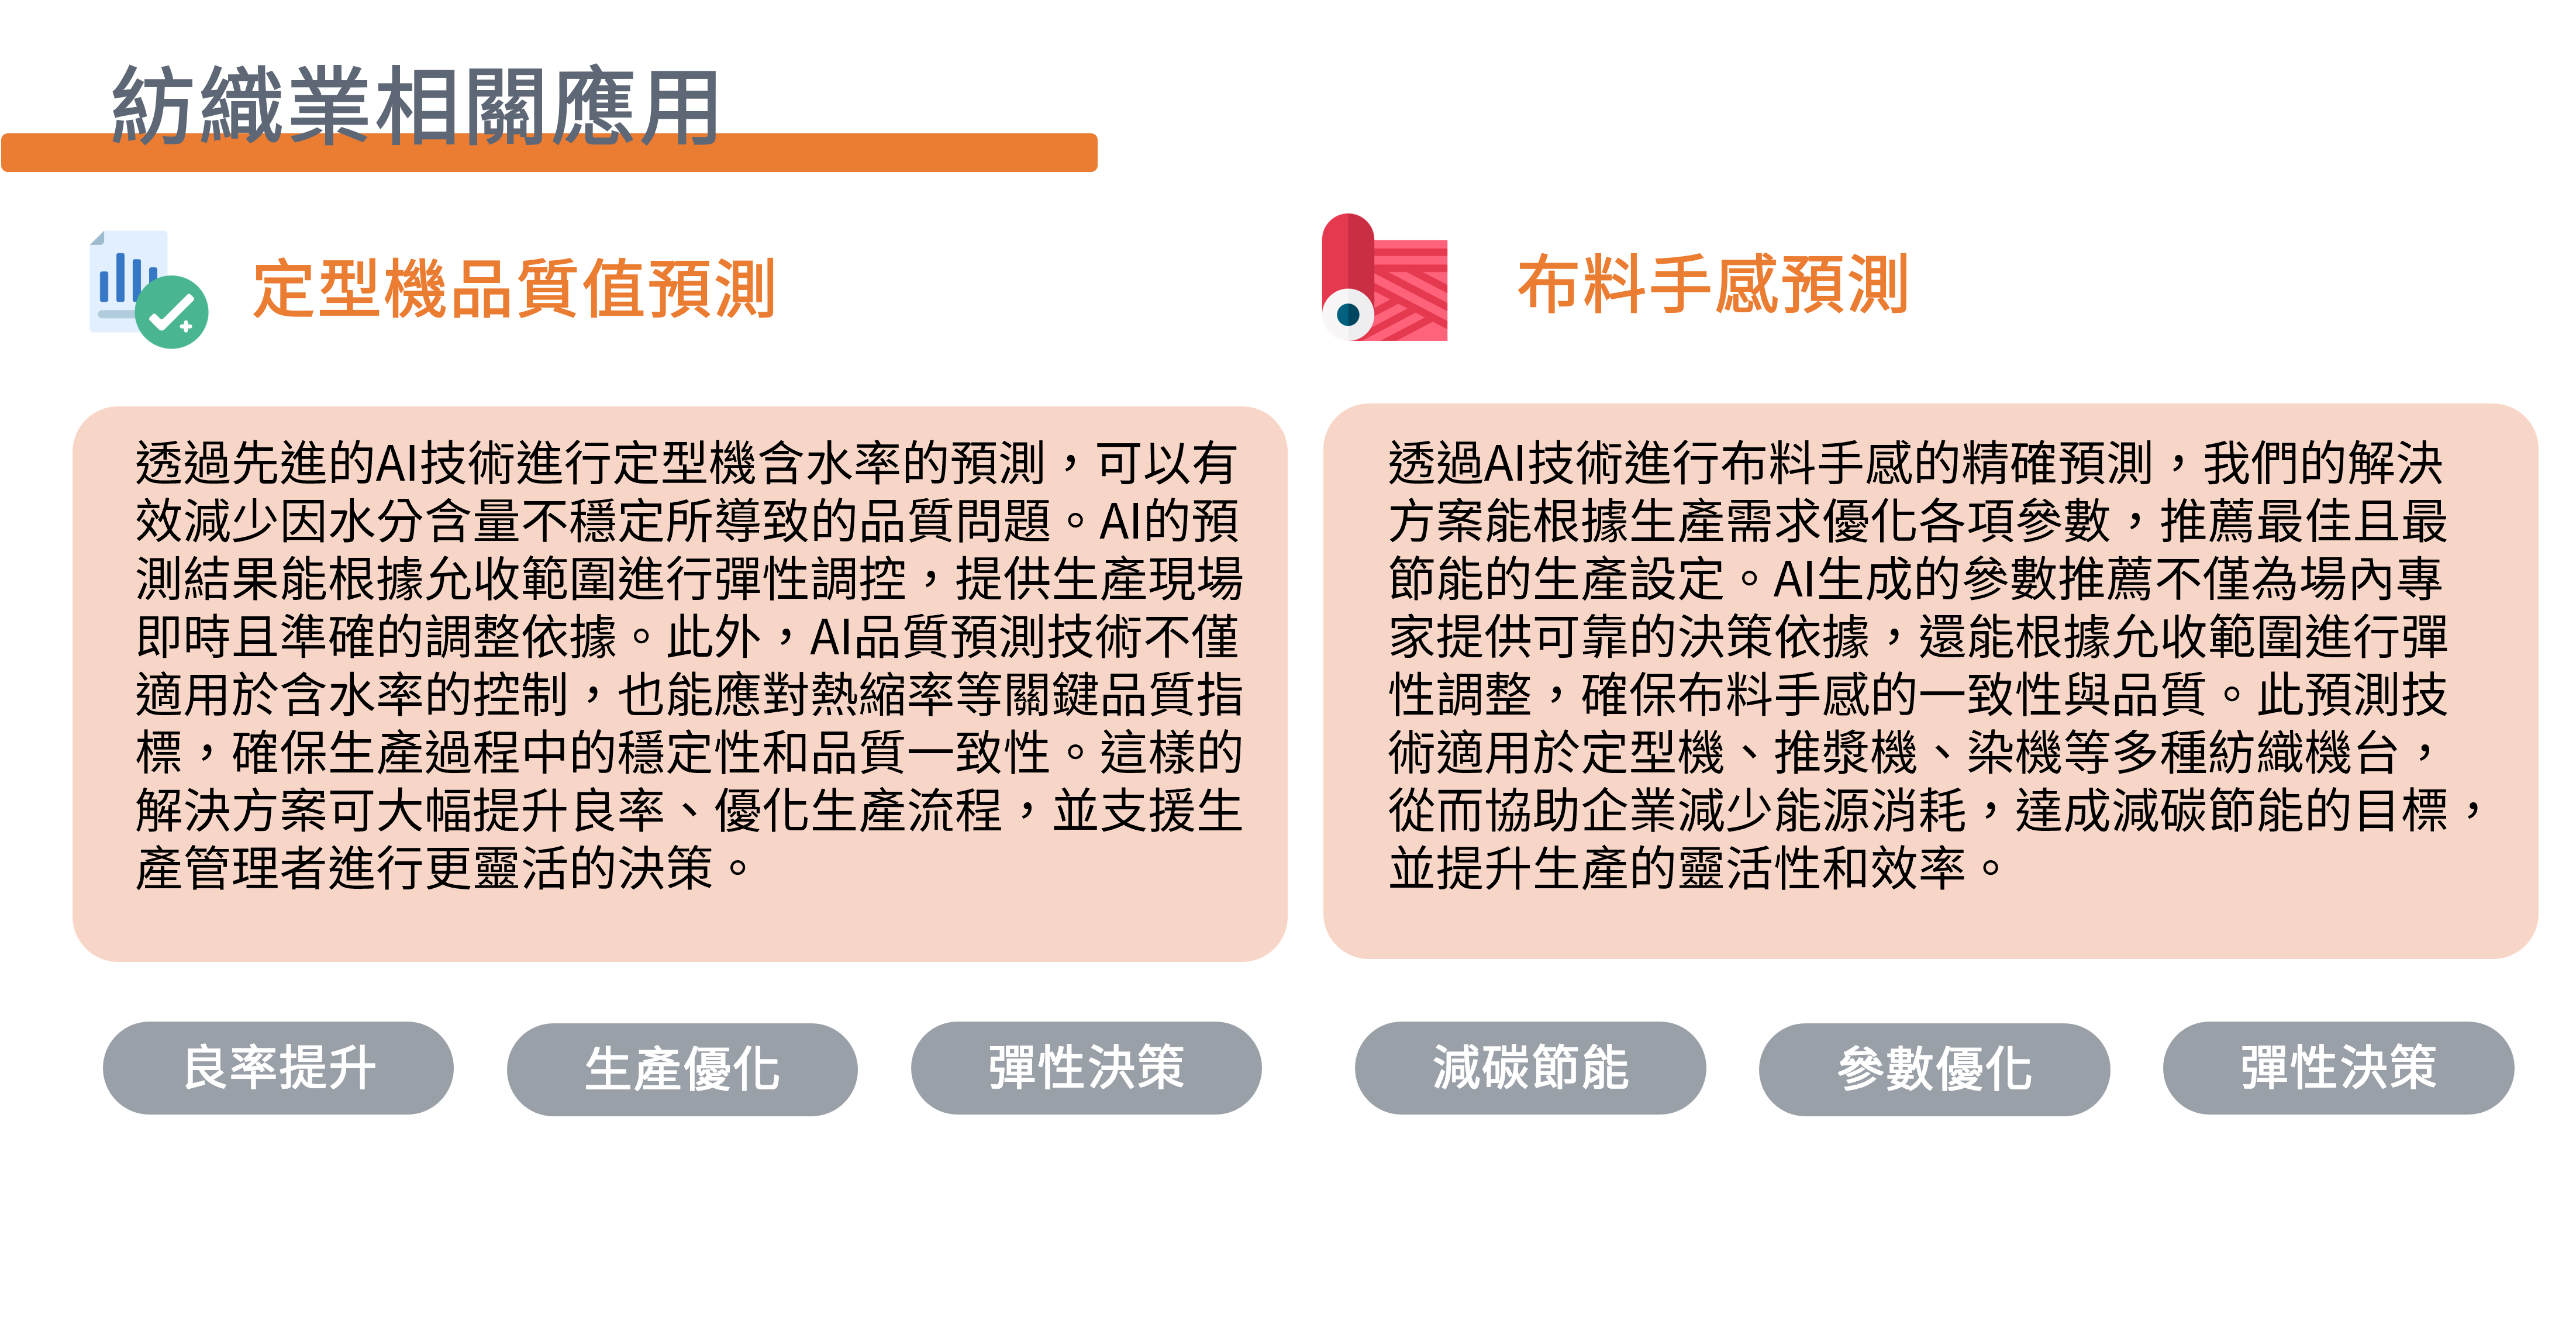 紡織業相關應用
定型機品質值預測
透過先進的AI技術進行定型機含水率的預測，可以有
效減少因水分含量不穩定所導致的品質問題。AI的預
測結果能根據允收範圍進行彈性調控，提供生產現場
即時且準確的調整依據。此外，AI品質預測技術不僅
適用於含水率的控制，也能應對熱縮率等關鍵品質指
標，確保生產過程中的穩定性和品質一致性。這樣的
解決方案可大幅提升良率、優化生產流程，並支援生
產管理者進行更靈活的決策。
良率提升
生產優化
彈性決策
布料手感預測
透過AI技術進行布料手感的精確預測，我們的解決
方案能根據生產需求優化各項參數，推薦最佳且最
節能的生產設定。AI生成的參數推薦不僅為場內專
家提供可靠的決策依據，還能根據允收範圍進行彈
性調整，確保布料手感的一致性與品質。此預測技
術適用於定型機、推漿機、染機等多種紡織機台，
從而協助企業減少能源消耗，達成減碳節能的目標，
並提升生產的靈活性和效率。
減碳節能
參數優化
彈性決策